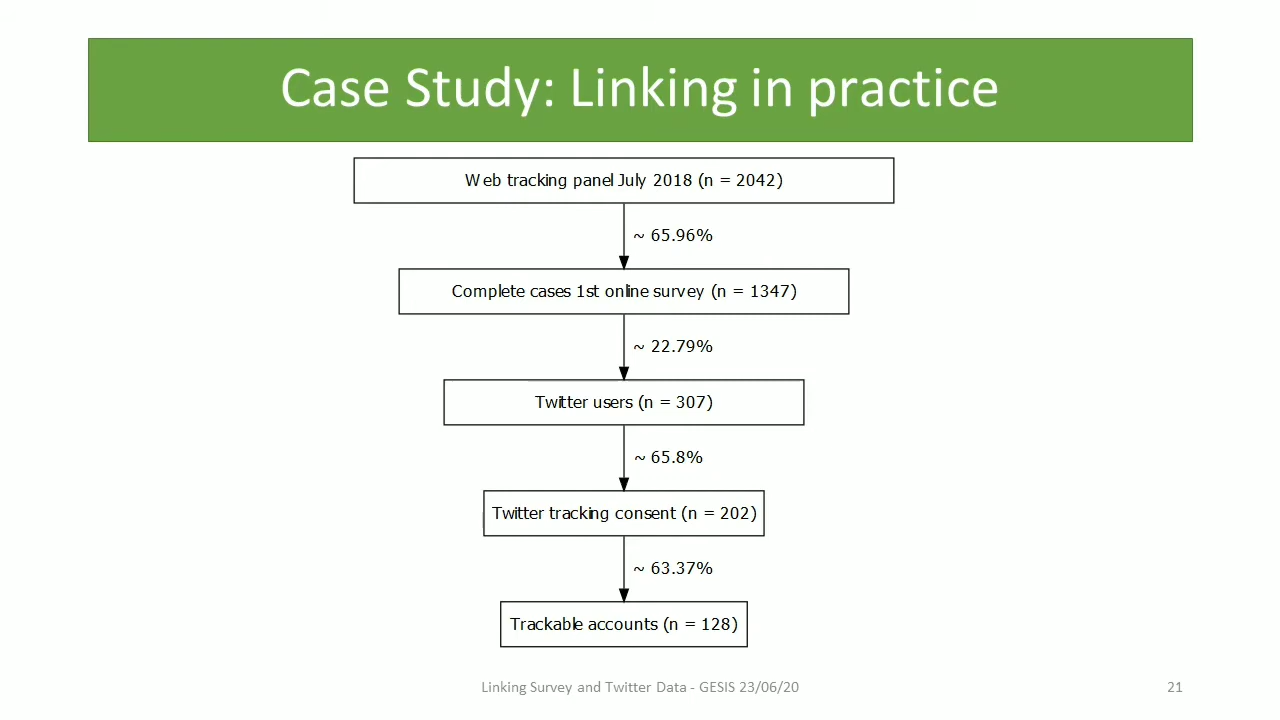 Case Study: Linking in practice
Web tracking panel July 2018 (n = 2042)
~ 65.96%
Complete cases 1st online survey (n = 1347)
~ 22.79%
Twitter users (n = 307)
~ 65.8%
Twitter tracking consent (n = 202)
~ 63.37%
Trackable accounts (n = 128)
Linking Survey and Twitter Data - GESIS 23/06/20
21